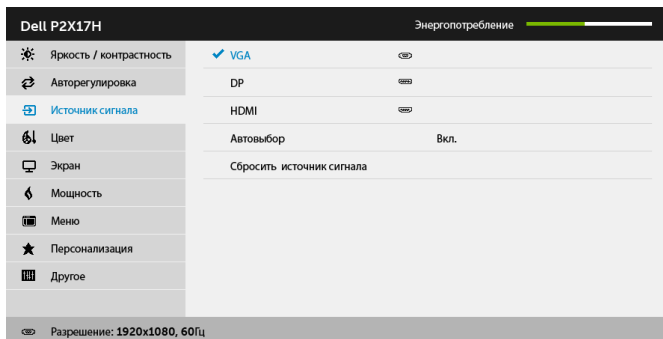 Dell P2X17H Энергопотребление
Яркость / контрастность VGA
Авторегулировка DP
Источник сигнала HDMI
Цвет Автовыбор Вкл.
Экран Сбросить источник сигнала
Мощность
Меню
Персонализация
Другое
Разрешение: 1920x1080, 60Гц